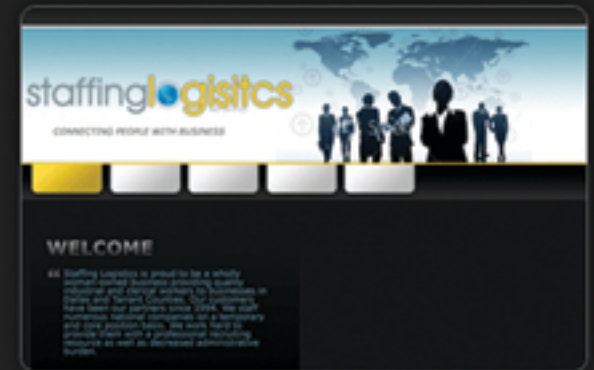 staffinglogisitcs
CONNECTING PEOPLE WITH BUSINESS
WELCOME
“ Staffing Logistics is proud to be a wholly
woman owned business providing quality
industrial and clerical workers to businesses in
Dallas and Tarrant Counties. Our customers
have been our partners since 1994. We staff
numerous national companies on a temporary
and core position basis. We work hard to
provide them with a professional recruiting
resource as well as decreased administrative
burden.